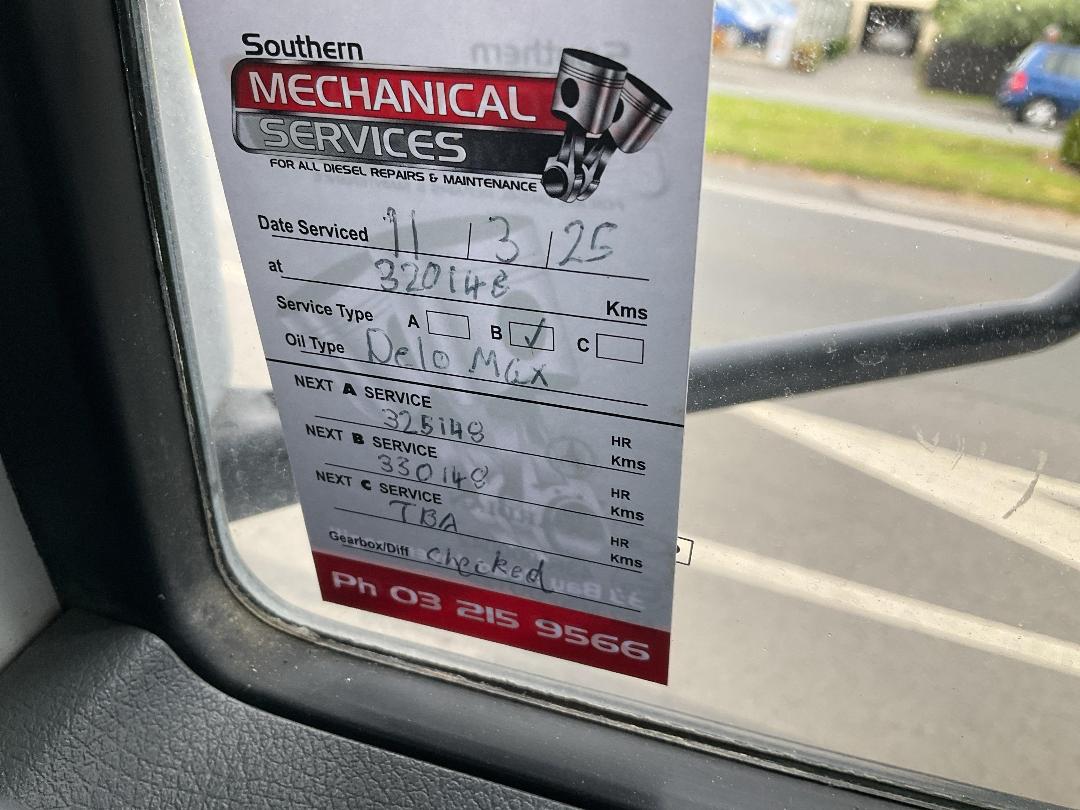 Southern
MECHANICAL
SERVICES
FOR ALL DIESEL REPAIRS & MAINTENANCE
Date Serviced 11 / 3 / 25
at 320148 Kms
Service Type A B ✓ C
Oil Type Delo Max
NEXT A SERVICE HR
325148 Kms
NEXT B SERVICE HR
330148 Kms
NEXT C SERVICE HR
TBA Kms
Gearbox/Diff checked
Ph 03 215 9566